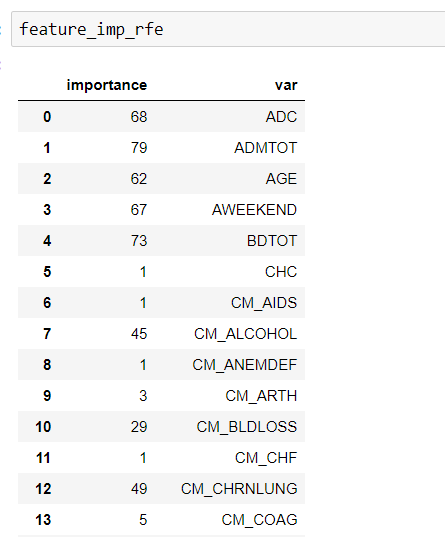 feature_imp_rfe
importance var
0 68 ADC
1 79 ADMTOT
2 62 AGE
3 67 AWEEKEND
4 73 BDTOT
5 1 CHC
6 1 CM_AIDS
7 45 CM_ALCOHOL
8 1 CM_ANEMDEF
9 3 CM_ARTH
10 29 CM_BLDLOSS
11 1 CM_CHF
12 49 CM_CHRNLUNG
13 5 CM_COAG